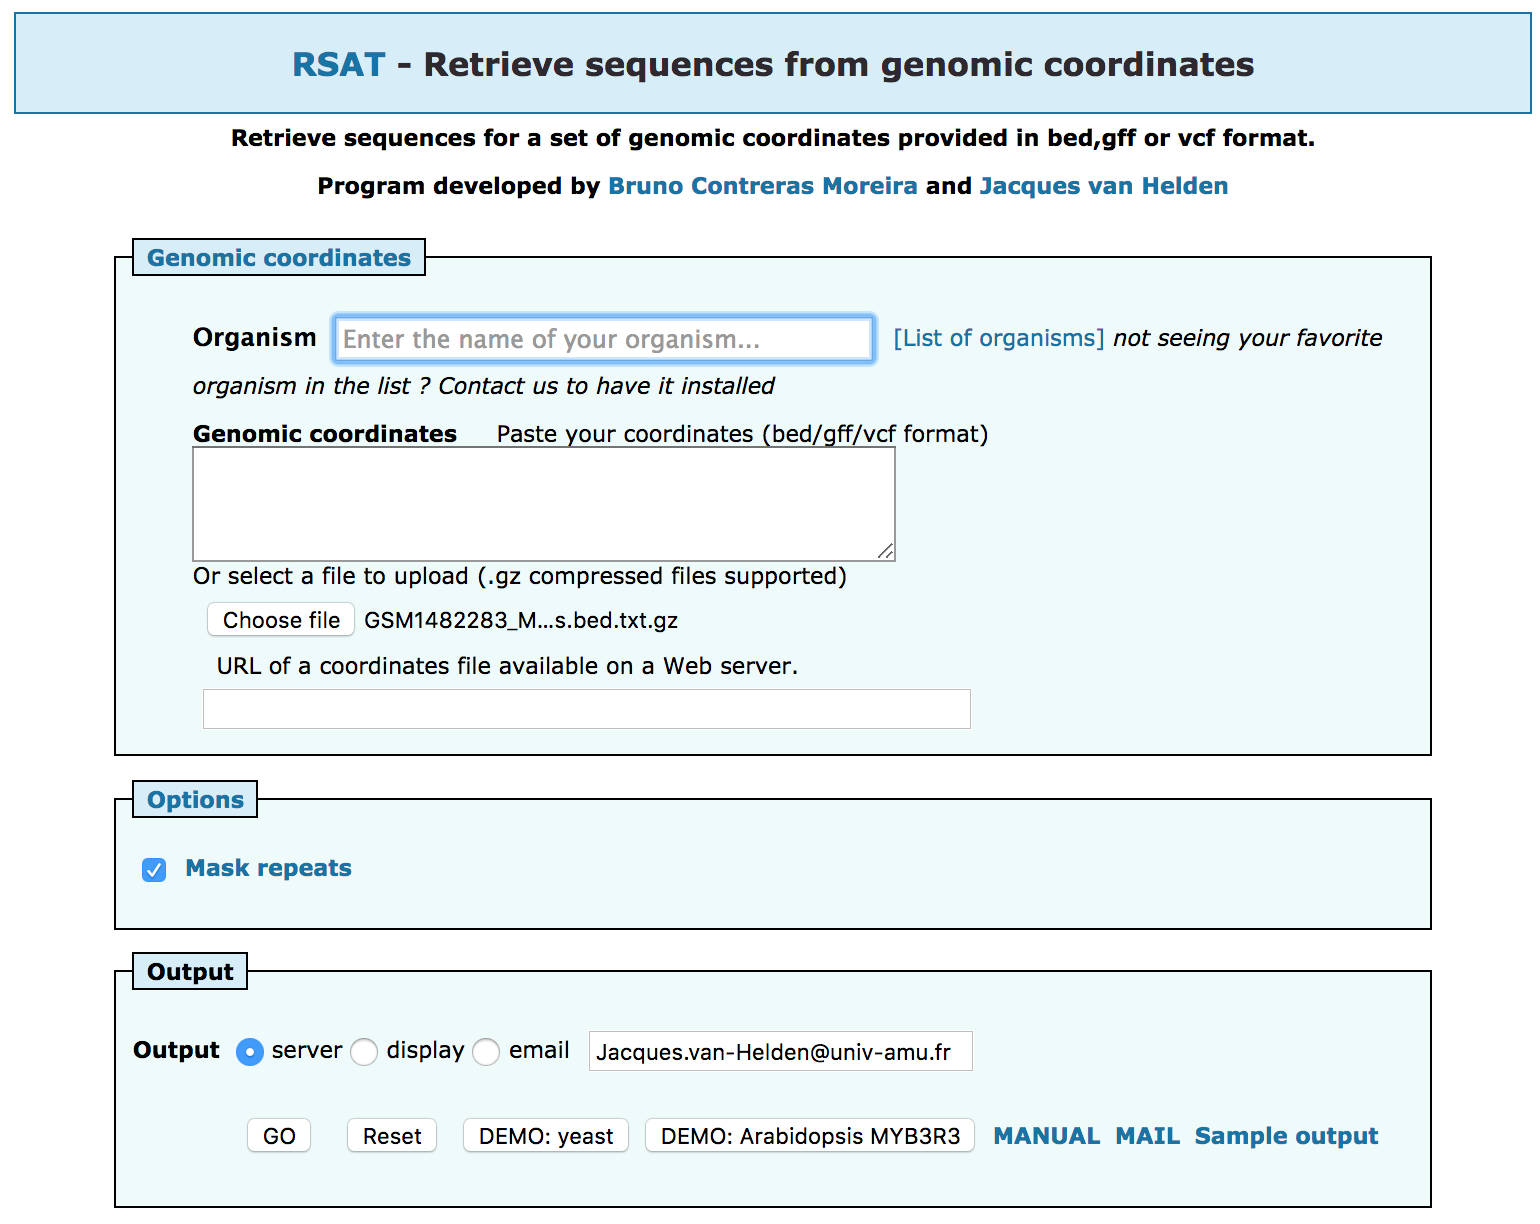 RSAT - Retrieve sequences from genomic coordinates
Retrieve sequences for a set of genomic coordinates provided in bed,gff or vcf format.
Program developed by Bruno Contreras Moreira and Jacques van Helden
Genomic coordinates
Organism Enter the name of your organism... [List of organisms] not seeing your favorite
organism in the list ? Contact us to have it installed
Genomic coordinates Paste your coordinates (bed/gff/vcf format)
Or select a file to upload (.gz compressed files supported)
Choose file GSM1482283_M...s.bed.txt.gz
URL of a coordinates file available on a Web server.
Options
Mask repeats
Output
Output server display email Jacques.van-Helden@univ-amu.fr
GO Reset DEMO: yeast DEMO: Arabidopsis MYB3R3 MANUAL MAIL Sample output